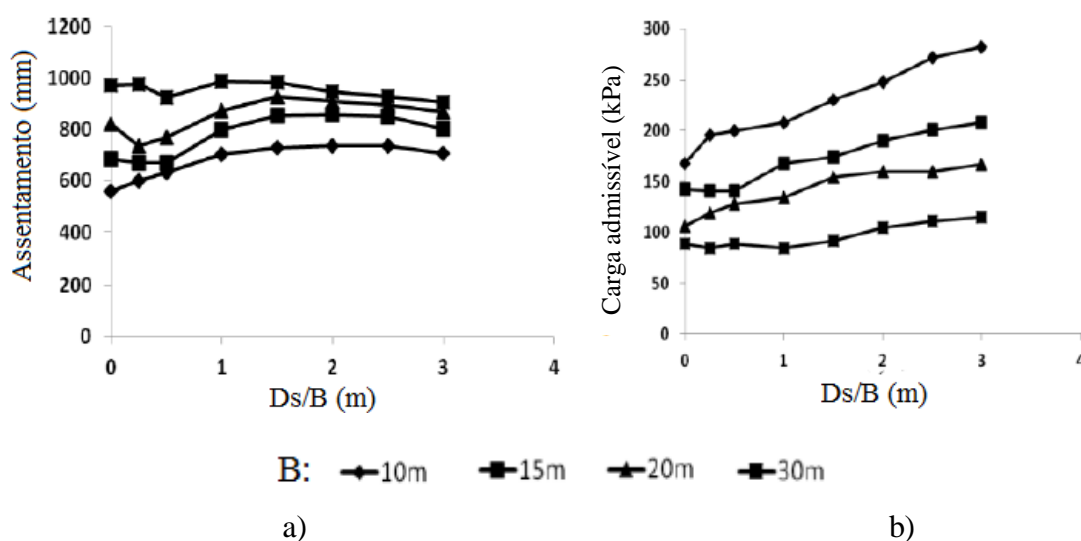 1200
1000
800
600
400
200
0
0 1 2 3 4
Assentamento (mm)
Ds/B (m)
300
250
200
150
100
50
0
0 1 2 3 4
Carga admissível (kPa)
Ds/B (m)
B: 10m 15m 20m 30m
a) b)